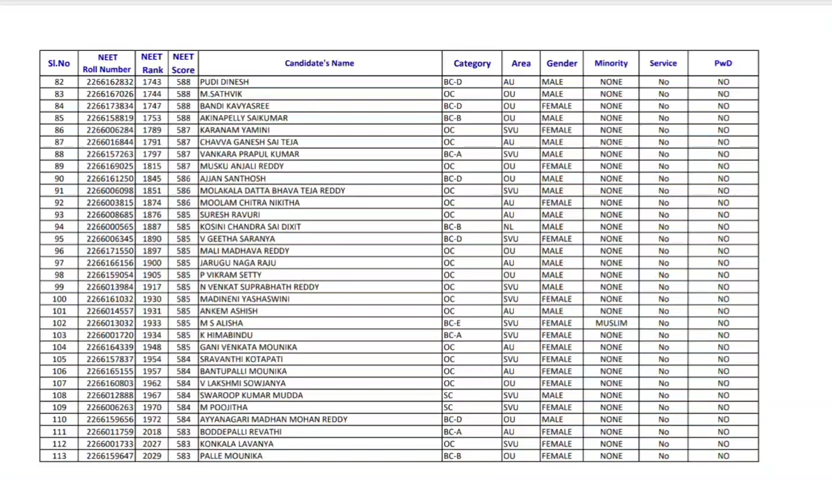 Sl.No NEET Roll Number NEET Rank NEET Score Candidate's Name Category Area Gender Minority Service PwD
82 2266162832 1743 588 PUDI DINESH BC-D AU MALE NONE No NO
83 2266167026 1744 588 M.SATHVIK OC OU MALE NONE No NO
84 2266173834 1747 588 BANDI KAVYASREE BC-D OU FEMALE NONE No NO
85 2266158819 1753 588 AKINAPELLY SAIKUMAR BC-B OU MALE NONE No NO
86 2266006284 1789 587 KARANAM YAMINI OC SVU FEMALE NONE No NO
87 2266016844 1791 587 CHAVVA GANESH SAI TEJA OC AU MALE NONE No NO
88 2266157263 1797 587 VANKARA PRAPUL KUMAR BC-A SVU MALE NONE No NO
89 2266169025 1815 587 MUSKU ANJALI REDDY OC OU FEMALE NONE No NO
90 2266161250 1845 586 AJJAN SANTHOSH BC-D OU MALE NONE No NO
91 2266006098 1851 586 MOLAKALA DATTA BHAVA TEJA REDDY OC SVU MALE NONE No NO
92 2266003815 1874 586 MOOLAM CHITRA NIKITHA OC AU FEMALE NONE No NO
93 2266008685 1876 585 SURESH RAVURI OC AU MALE NONE No NO
94 2266000565 1887 585 KOSINI CHANDRA SAI DIXIT BC-B NL MALE NONE No NO
95 2266006345 1890 585 V GEETHA SARANYA BC-D SVU FEMALE NONE No NO
96 2266171550 1897 585 MALI MADHAVA REDDY OC OU MALE NONE No NO
97 2266166156 1900 585 JARUGU NAGA RAJU OC AU MALE NONE No NO
98 2266159054 1905 585 P VIKRAM SETTY OC OU MALE NONE No NO
99 2266013984 1917 585 N VENKAT SUPRABHATH REDDY OC SVU MALE NONE No NO
100 2266161032 1930 585 MADINENI YASHASWINI OC SVU FEMALE NONE No NO
101 2266014557 1931 585 ANKEM ASHISH OC AU MALE NONE No NO
102 2266013032 1933 585 M S ALISHA BC-E SVU FEMALE MUSLIM No NO
103 2266001720 1934 585 K HIMABINDU BC-A SVU FEMALE NONE No NO
104 2266164339 1948 585 GANI VENKATA MOUNIKA OC AU FEMALE NONE No NO
105 2266157837 1954 584 SRAVANTHI KOTAPATI OC SVU FEMALE NONE No NO
106 2266165155 1957 584 BANTUPALLI MOUNIKA OC AU FEMALE NONE No NO
107 2266160803 1962 584 V LAKSHMI SOWJANYA OC OU FEMALE NONE No NO
108 2266012888 1967 584 SWAROOP KUMAR MUDDA SC SVU MALE NONE No NO
109 2266006263 1970 584 M POOJITHA SC SVU FEMALE NONE No NO
110 2266159656 1972 584 AYYANAGARI MADHAN MOHAN REDDY BC-D OU MALE NONE No NO
111 2266011759 2018 583 BODDEPALLI REVATHI BC-A AU FEMALE NONE No NO
112 2266001733 2027 583 KONKALA LAVANYA OC SVU FEMALE NONE No NO
113 2266159647 2029 583 PALLE MOUNIKA BC-B OU FEMALE NONE No NO